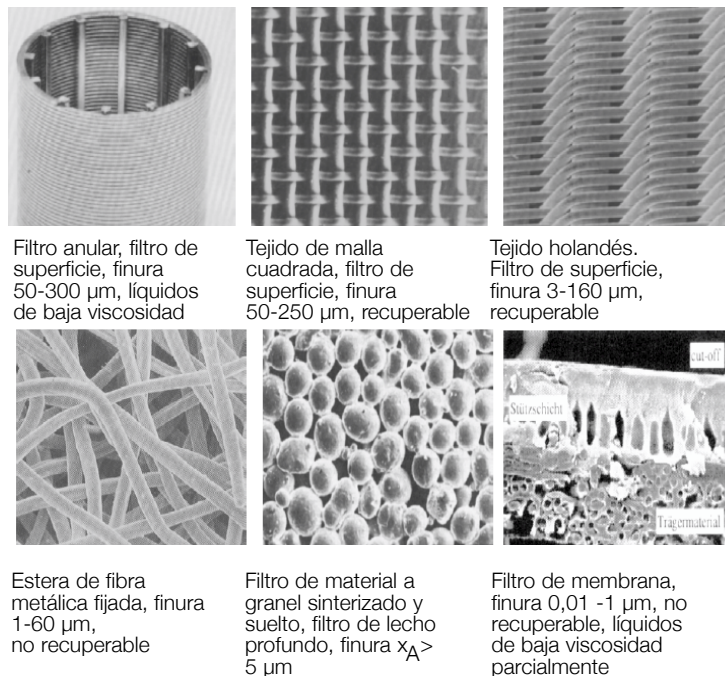 Filtro anular, filtro de
superficie, finura
50-300 µm, líquidos
de baja viscosidad
Tejido de malla
cuadrada, filtro de
superficie, finura
50-250 µm, recuperable
Tejido holandés.
Filtro de superficie,
finura 3-160 µm,
recuperable
cut-off
Stützschicht
Trägermaterial
Estera de fibra
metálica fijada, finura
1-60 µm,
no recuperable
Filtro de material a
granel sinterizado y
suelto, filtro de lecho
profundo, finura xA>
5 µm
Filtro de membrana,
finura 0,01 -1 µm, no
recuperable, líquidos
de baja viscosidad
parcialmente